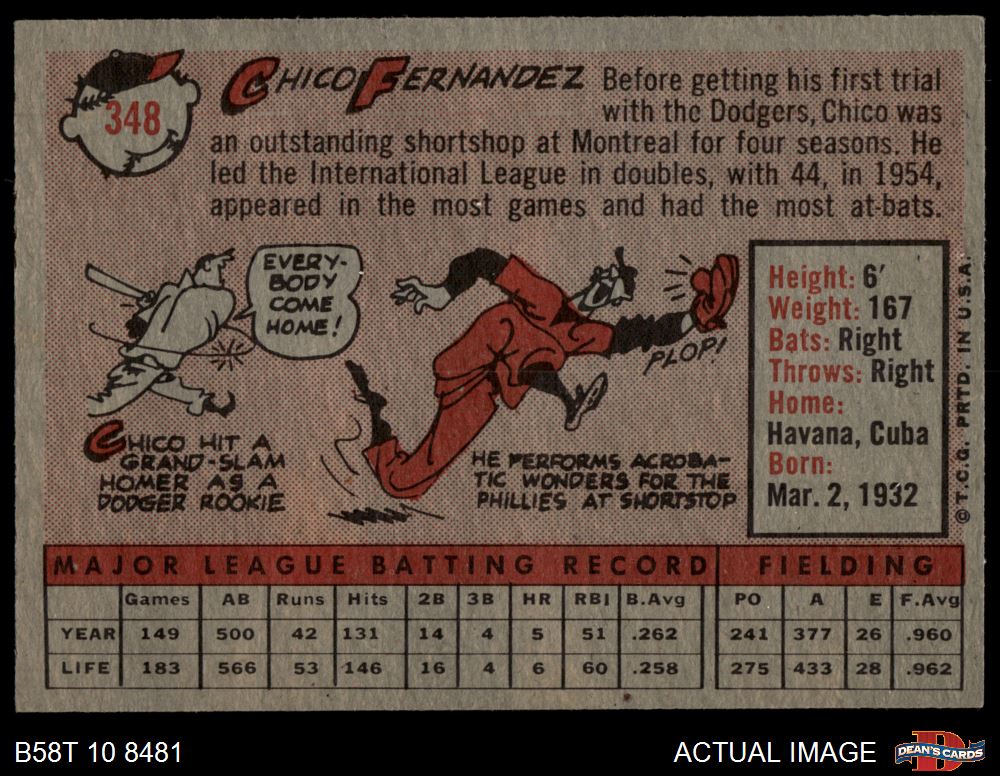 348
CHICO FERNANDEZ
Before getting his first trial
with the Dodgers, Chico was
an outstanding shortshop at Montreal for four seasons. He
led the International League in doubles, with 44, in 1954,
appeared in the most games and had the most at-bats.
EVERY-
BODY
COME
HOME!
CHICO HIT A
GRAND-SLAM
HOMER AS A
DODGER ROOKIE
PLOP!
HE PERFORMS ACROBA-
TIC WONDERS FOR THE
PHILLIES AT SHORTSTOP
Height: 6'
Weight: 167
Bats: Right
Throws: Right
Home:
Havana, Cuba
Born:
Mar. 2, 1932
© T.C.G. PRTD. IN U.S.A.
MAJOR LEAGUE BATTING RECORD FIELDING
Games AB Runs Hits 2B 3B HR RBI B.Avg PO A E F.Avg
YEAR 149 500 42 131 14 4 5 51 .262 241 377 26 .960
LIFE 183 566 53 146 16 4 6 60 .258 275 433 28 .962
B58T 10 8481
ACTUAL IMAGE
D
DEAN'S CARDS